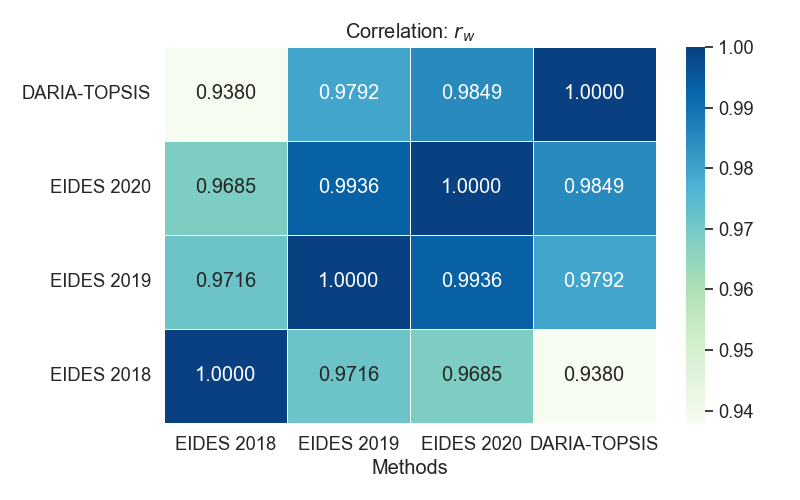 Correlation: r_w
DARIA-TOPSIS 0.9380 0.9792 0.9849 1.0000
EIDES 2020 0.9685 0.9936 1.0000 0.9849
EIDES 2019 0.9716 1.0000 0.9936 0.9792
EIDES 2018 1.0000 0.9716 0.9685 0.9380
EIDES 2018 EIDES 2019 EIDES 2020 DARIA-TOPSIS
Methods
1.00
0.99
0.98
0.97
0.96
0.95
0.94